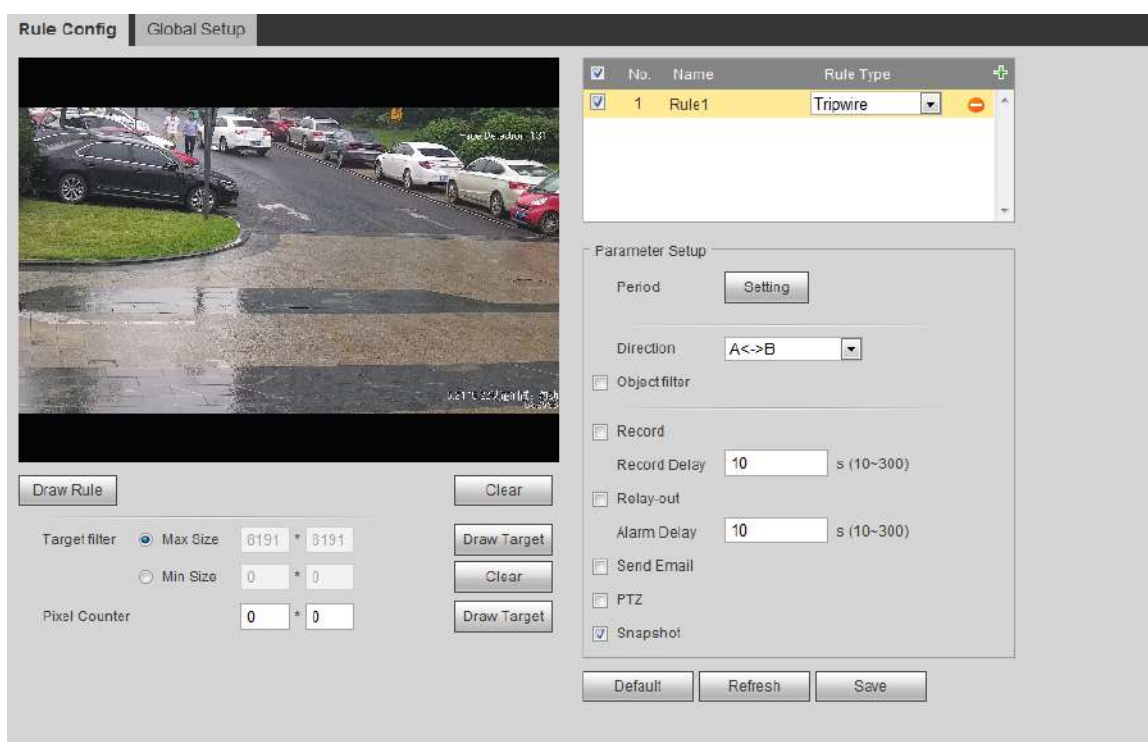 Rule Config Global Setup
No. Name Rule Type
1 Rule1 Tripwire
Parameter Setup
Period Setting
Direction A<->B
Object filter
Record
Record Delay 10 s (10~300)
Relay-out
Alarm Delay 10 s (10~300)
Send Email
PTZ
Snapshot
Default Refresh Save
Draw Rule Clear
Target filter Max Size 8191 * 8191 Draw Target
Min Size 0 * 0 Clear
Pixel Counter 0 * 0 Draw Target